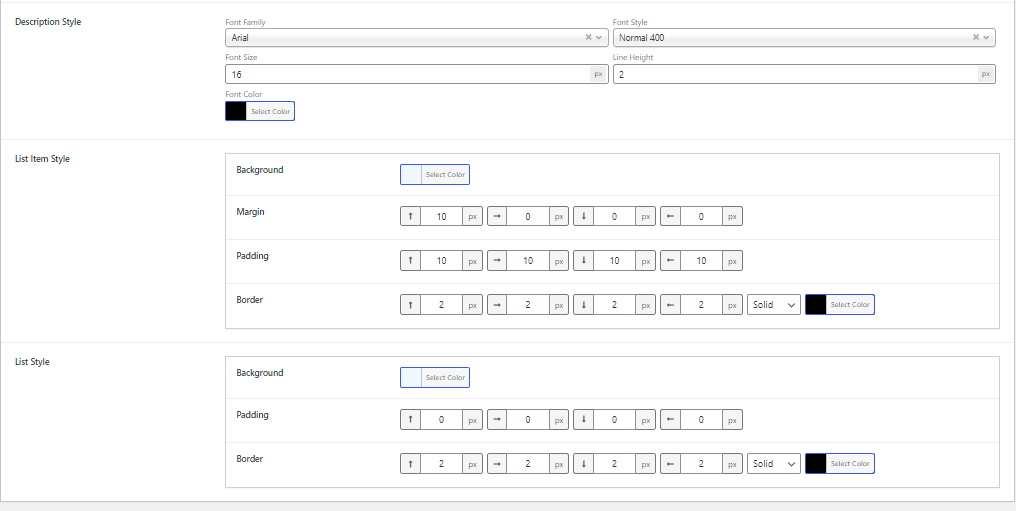 Description Style
Font Family Font Style
Arial Normal 400
Font Size Line Height
16 px 2 px
Font Color
Select Color
List Item Style
Background Select Color
Margin ↑ 10 px → 0 px ↓ 0 px ← 0 px
Padding ↑ 10 px → 10 px ↓ 10 px ← 10 px
Border ↑ 2 px → 2 px ↓ 2 px ← 2 px Solid Select Color
List Style
Background Select Color
Padding ↑ 0 px → 0 px ↓ 0 px ← 0 px
Border ↑ 2 px → 2 px ↓ 2 px ← 2 px Solid Select Color